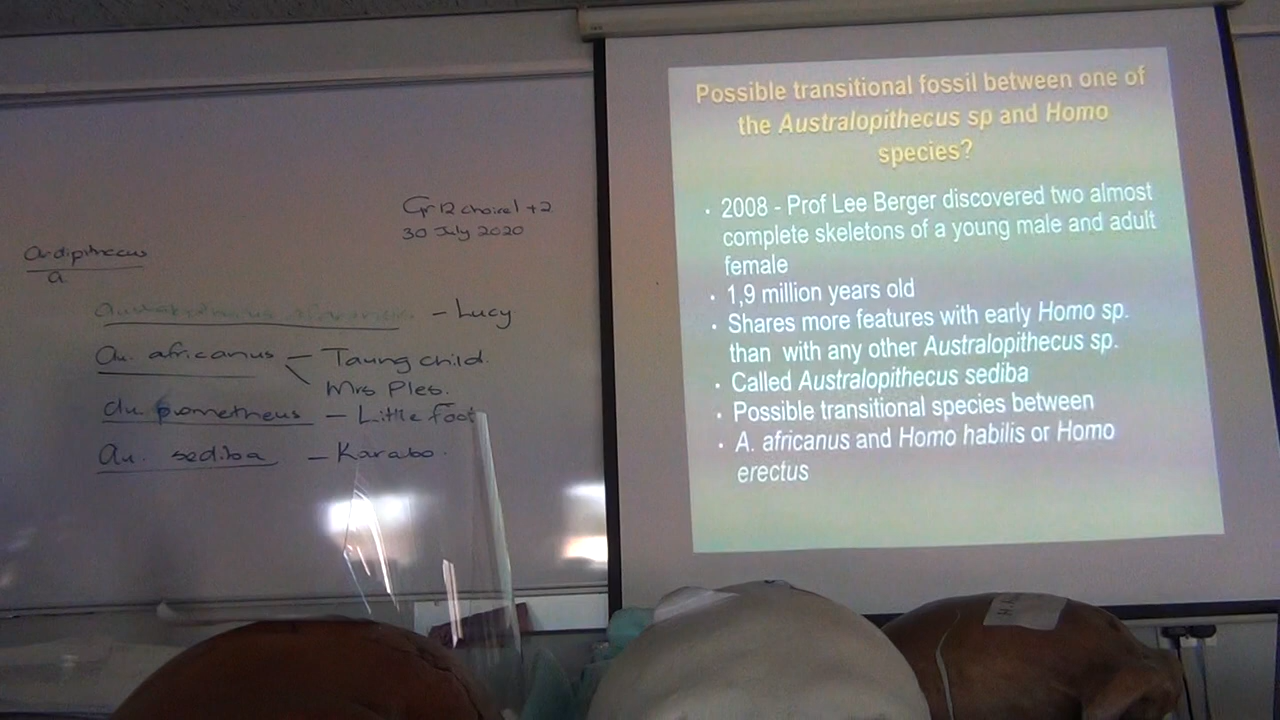 Gr 12 choice 1 + 2
30 July 2020
Ardipithecus
a
- Lucy
Au. africanus - Taung child.
Mrs Ples.
Au. prometheus - Little foot
Au. sediba - Karabo.
Possible transitional fossil between one of
the Australopithecus sp and Homo
species?
• 2008 - Prof Lee Berger discovered two almost
complete skeletons of a young male and adult
female
• 1,9 million years old
• Shares more features with early Homo sp.
than with any other Australopithecus sp.
• Called Australopithecus sediba
• Possible transitional species between
• A. africanus and Homo habilis or Homo
erectus